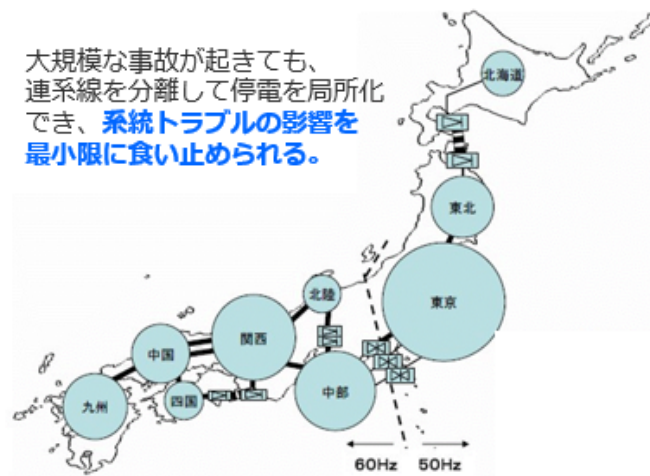 大規模な事故が起きても、
連系線を分離して停電を局所化
でき、系統トラブルの影響を
最小限に食い止められる。
北海道
東北
東京
北陸
関西
中国
中部
四国
九州
60Hz 50Hz